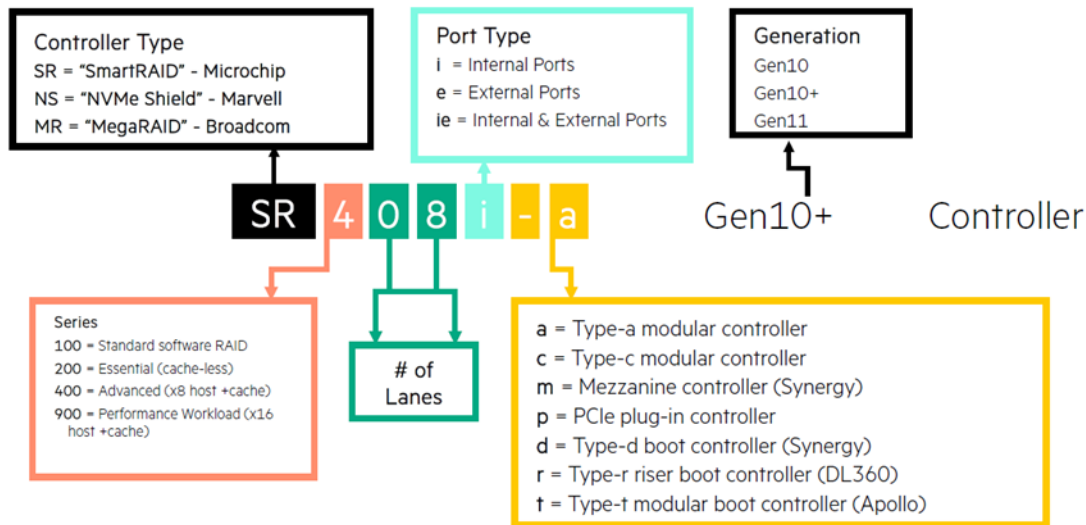 Controller Type
SR = “SmartRAID” - Microchip
NS = “NVMe Shield” - Marvell
MR = “MegaRAID” - Broadcom
Port Type
i = Internal Ports
e = External Ports
ie = Internal & External Ports
Generation
Gen10
Gen10+
Gen11
SR 4 0 8 i - a Gen10+ Controller
Series
100 = Standard software RAID
200 = Essential (cache-less)
400 = Advanced (x8 host +cache)
900 = Performance Workload (x16
host +cache)
# of
Lanes
a = Type-a modular controller
c = Type-c modular controller
m = Mezzanine controller (Synergy)
p = PCIe plug-in controller
d = Type-d boot controller (Synergy)
r = Type-r riser boot controller (DL360)
t = Type-t modular boot controller (Apollo)